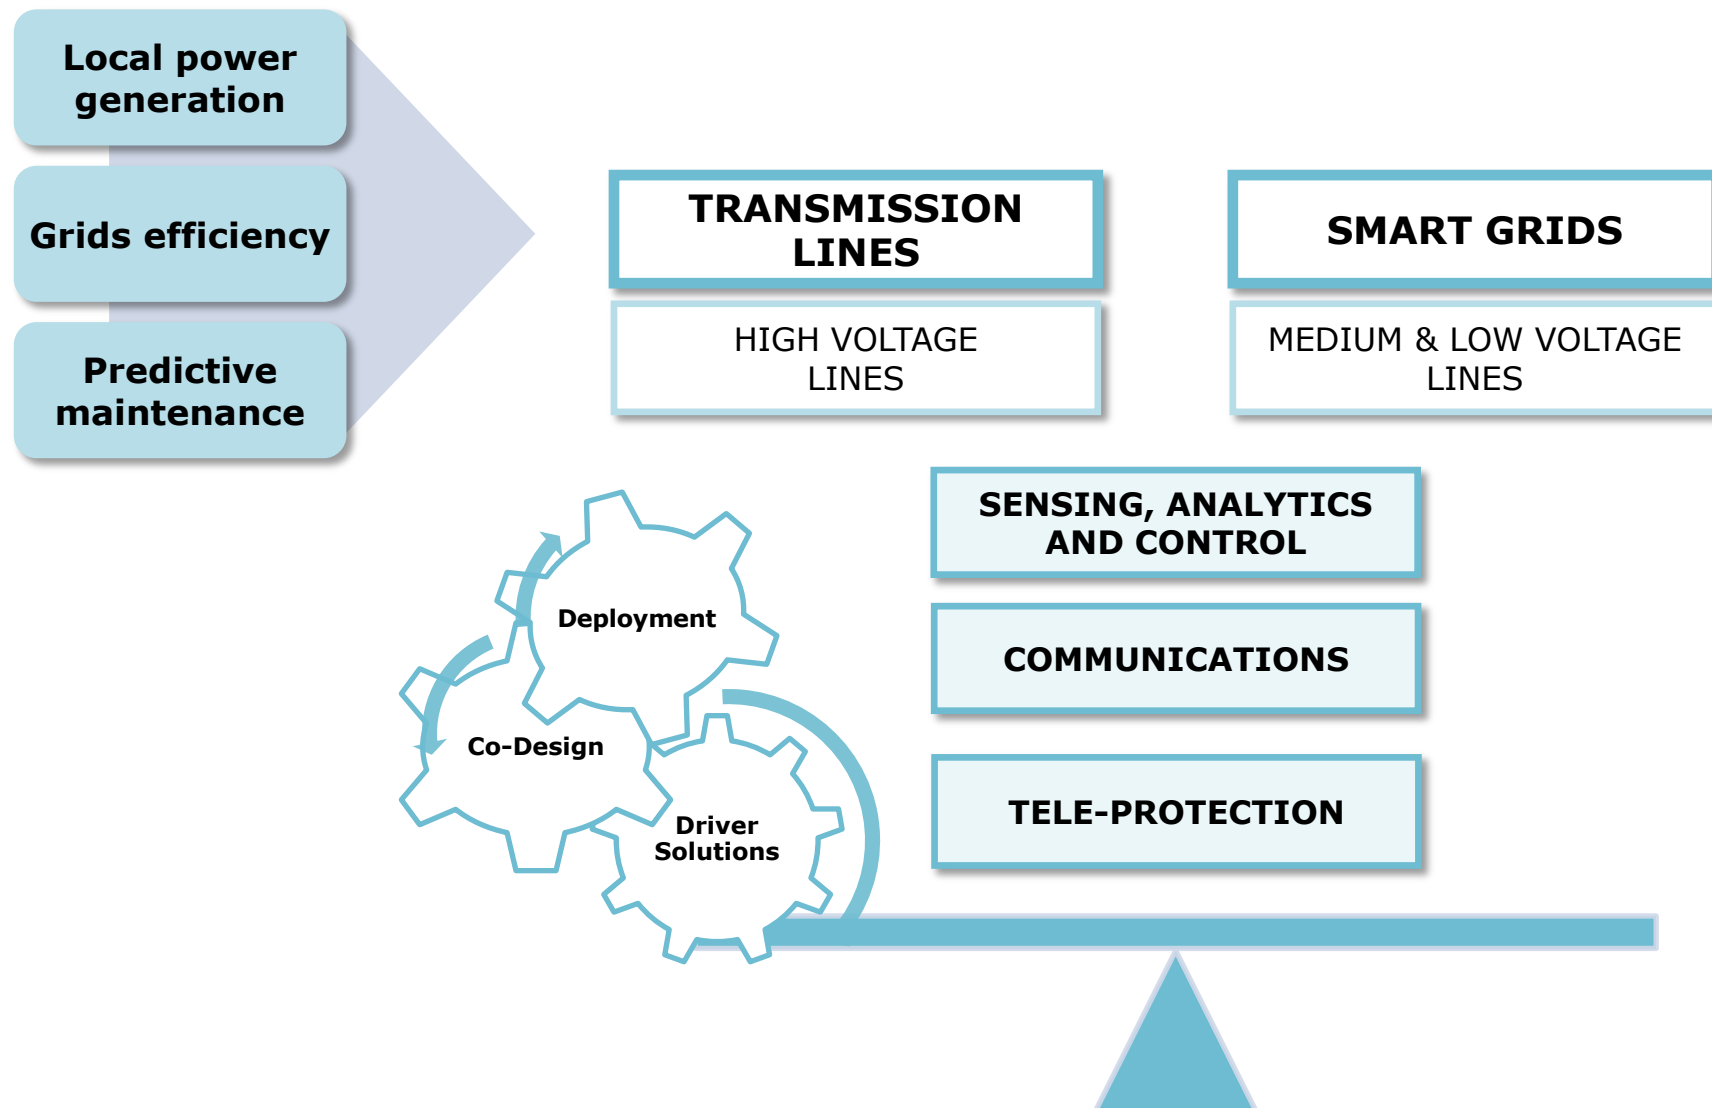 Local power
generation
Grids efficiency
Predictive
maintenance
TRANSMISSION
LINES
HIGH VOLTAGE
LINES
SMART GRIDS
MEDIUM & LOW VOLTAGE
LINES
SENSING, ANALYTICS
AND CONTROL
COMMUNICATIONS
TELE-PROTECTION
Deployment
Co-Design
Driver
Solutions